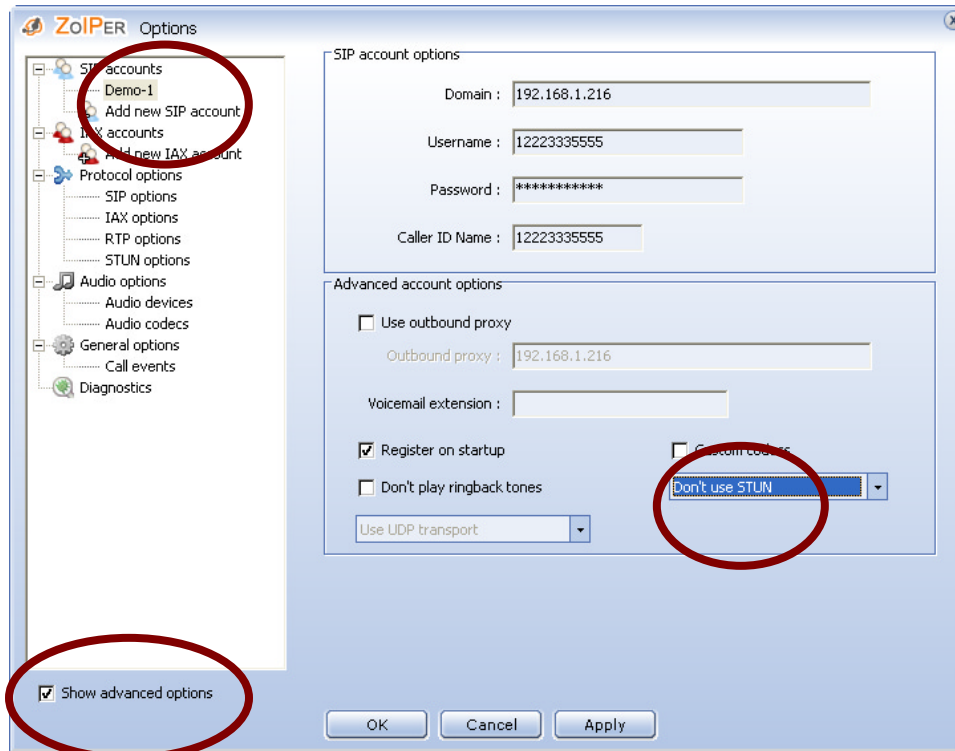 ZOIPER Options
SIP accounts
Demo-1
Add new SIP account
IAX accounts
Add new IAX account
Protocol options
SIP options
IAX options
RTP options
STUN options
Audio options
Audio devices
Audio codecs
General options
Call events
Diagnostics
Show advanced options
SIP account options
Domain : 192.168.1.216
Username : 12223335555
Password : ***********
Caller ID Name : 12223335555
Advanced account options
Use outbound proxy
Outbound proxy : 192.168.1.216
Voicemail extension :
Register on startup
Custom codecs
Don't play ringback tones
Don't use STUN
Use UDP transport
OK
Cancel
Apply